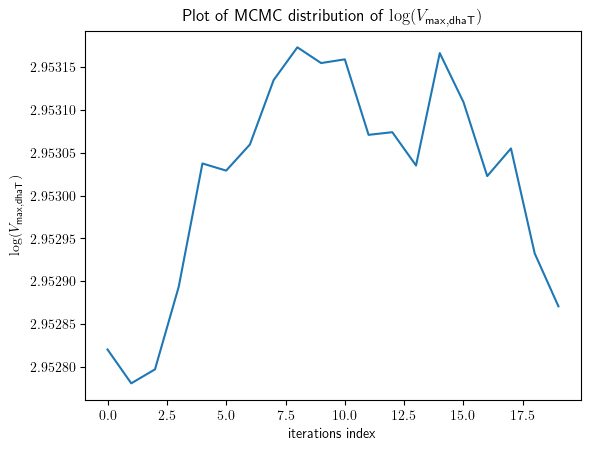 Plot of MCMC distribution of log(V_max,dhaT)
log(V_max,dhaT)
2.95315
2.95310
2.95305
2.95300
2.95295
2.95290
2.95285
2.95280
0.0 2.5 5.0 7.5 10.0 12.5 15.0 17.5
iterations index